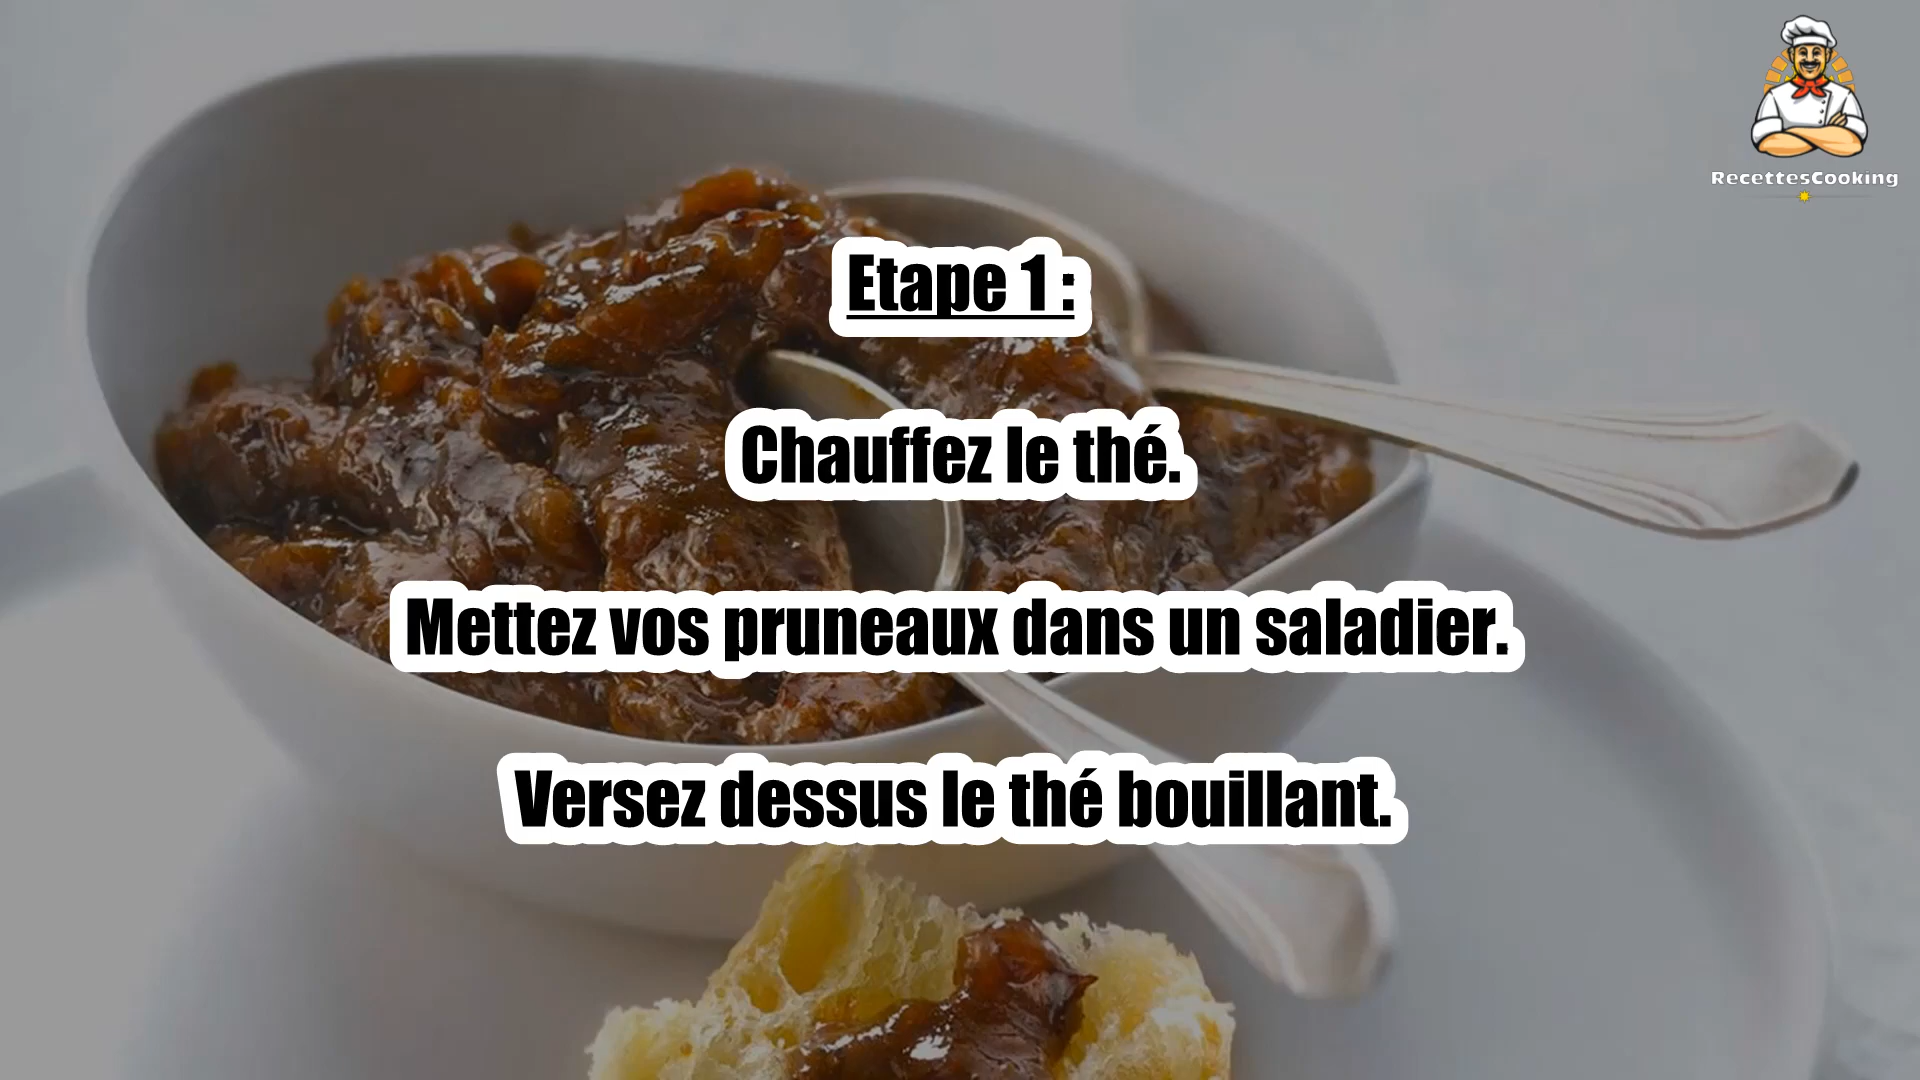 RecettesCooking
Etape 1 :
Chauffez le thé.
Mettez vos pruneaux dans un saladier.
Versez dessus le thé bouillant.